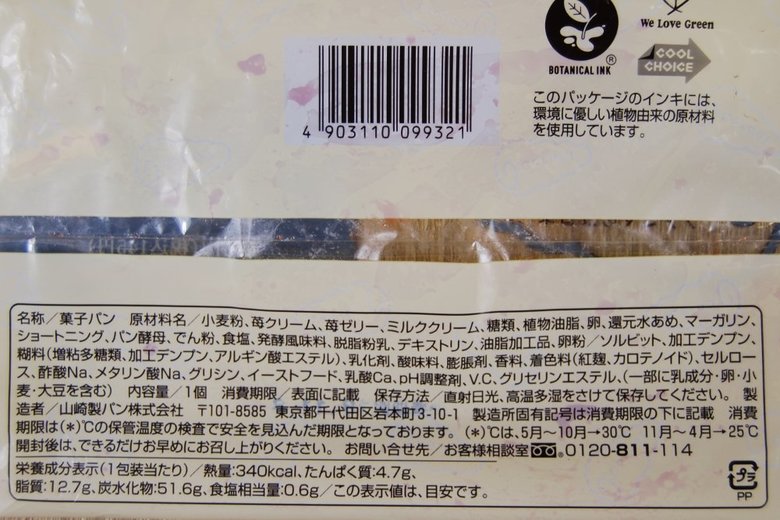 We Love Green
BOTANICAL INK®
COOL
CHOICE
4 903110 099321
このパッケージのインキには、
環境に優しい植物由来の原材料
を使用しています。
名称/菓子パン 原材料名/小麦粉、苺クリーム、苺ゼリー、ミルククリーム、糖類、植物油脂、卵、還元水あめ、マーガリン、
ショートニング、パン酵母、でん粉、食塩、発酵風味料、脱脂粉乳、デキストリン、油脂加工品、卵粉/ソルビット、加工デンプン、
糊料(増粘多糖類、加工デンプン、アルギン酸エステル)、乳化剤、酸味料、膨脹剤、香料、着色料(紅麹、カロテノイド)、セルロー
ス、酢酸Na、メタリン酸Na、グリシン、イーストフード、乳酸Ca、pH調整剤、V.C、グリセリンエステル、(一部に乳成分・卵・小
麦・大豆を含む) 内容量/1個 消費期限/表面に記載 保存方法/直射日光、高温多湿をさけて保存してください。 製
造者/山崎製パン株式会社 〒101-8585 東京都千代田区岩本町3-10-1 製造所固有記号は消費期限の下に記載 消費
期限は(*)℃の保管温度の検査で安全を見込んだ期限となっております。 (*)℃は、5月~10月→30℃ 11月~4月→25℃
開封後は、できるだけお早めにお召し上がりください。 お問い合せ先/お客様相談室 0120-811-114
栄養成分表示(1包装当たり)/熱量:340kcal、たんぱく質:4.7g、
脂質:12.7g、炭水化物:51.6g、食塩相当量:0.6g/この表示値は、目安です。
プラ
PP